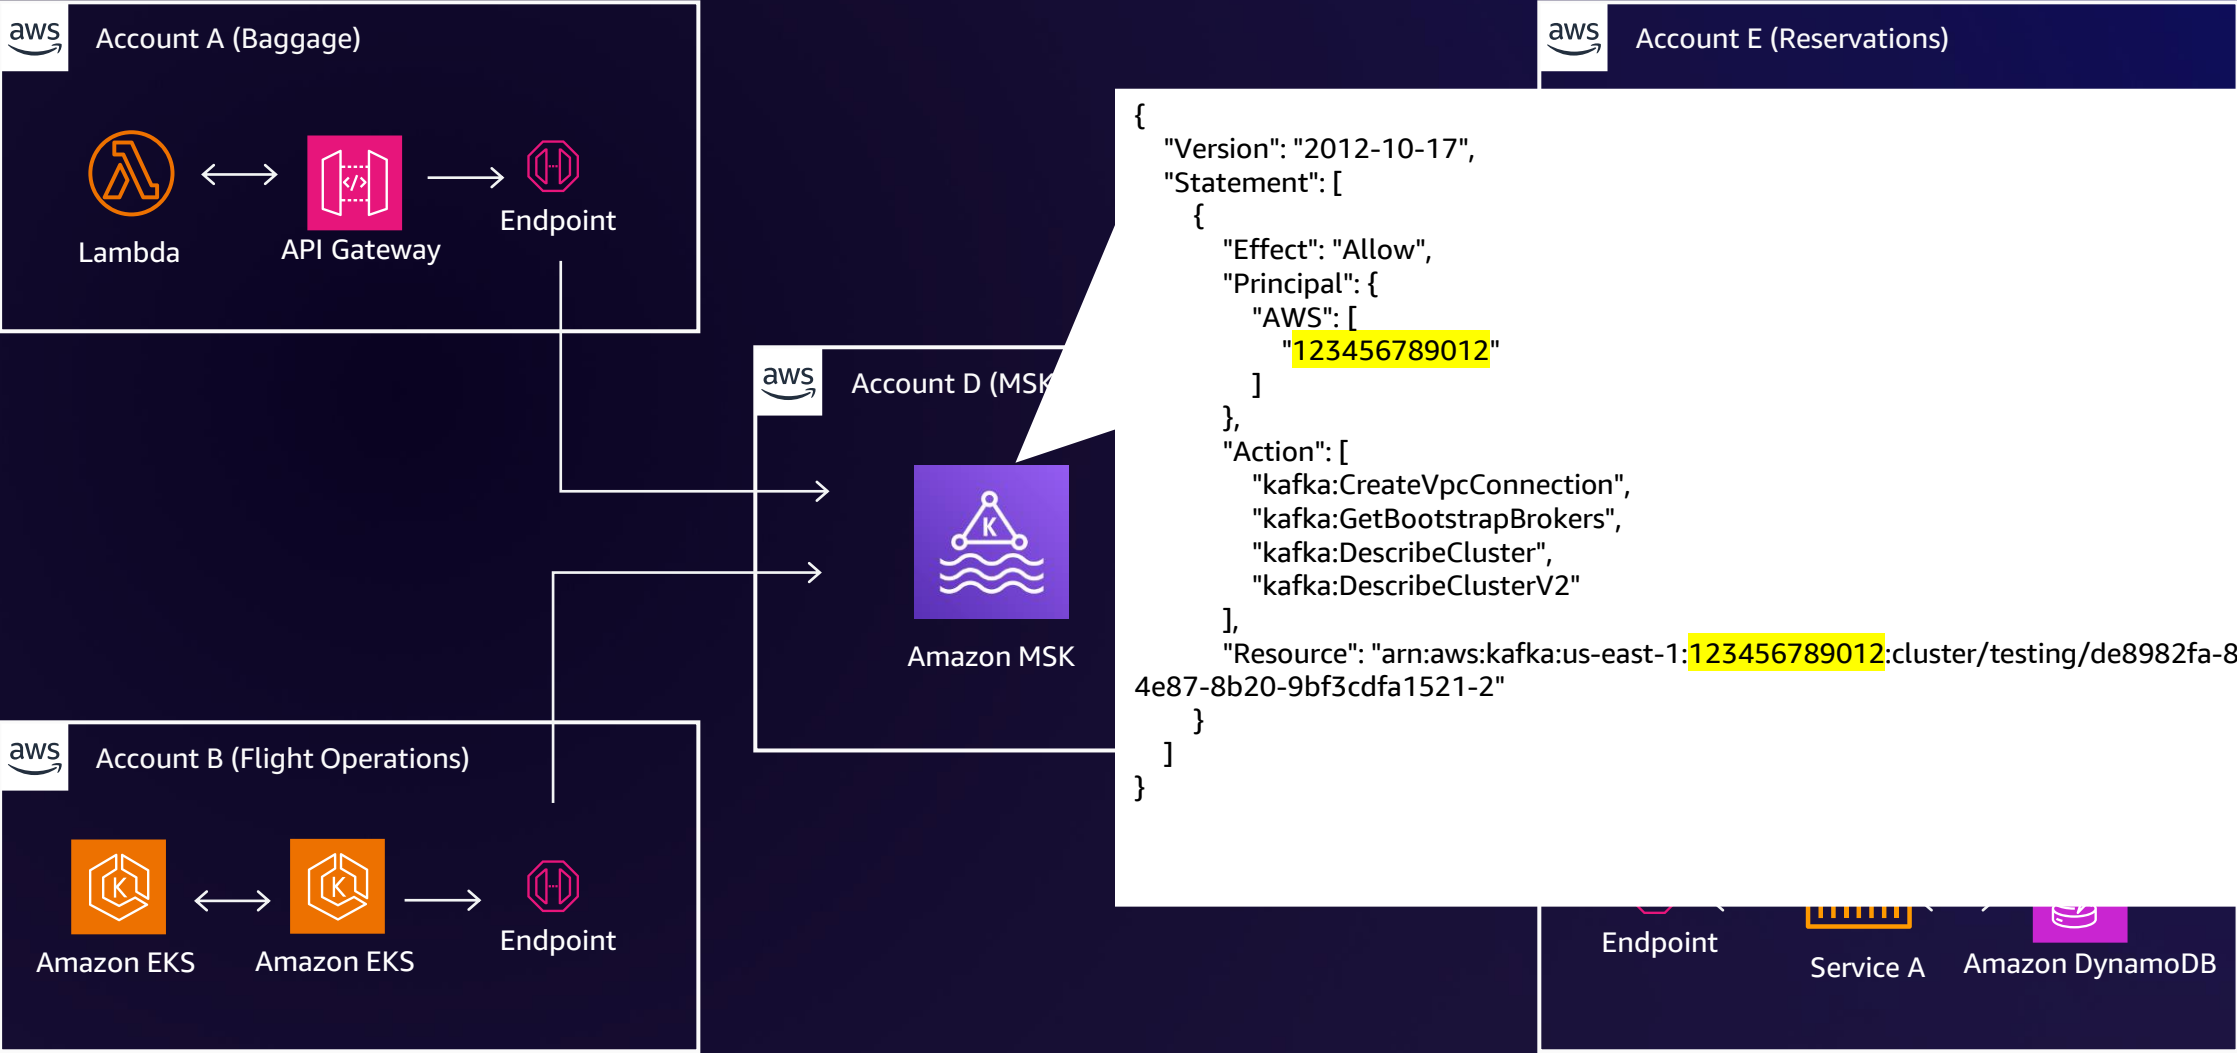 aws
Account A (Baggage)
Lambda
API Gateway
</>
Endpoint
aws
Account B (Flight Operations)
K
Amazon EKS
K
Amazon EKS
Endpoint
aws
Account D (MSK
K
Amazon MSK
aws
Account E (Reservations)
{
"Version": "2012-10-17",
"Statement": [
{
"Effect": "Allow",
"Principal": {
"AWS": [
"123456789012"
]
},
"Action": [
"kafka:CreateVpcConnection",
"kafka:GetBootstrapBrokers",
"kafka:DescribeCluster",
"kafka:DescribeClusterV2"
],
"Resource": "arn:aws:kafka:us-east-1:123456789012:cluster/testing/de8982fa-8
4e87-8b20-9bf3cdfa1521-2"
}
]
}
Endpoint
Service A
Amazon DynamoDB